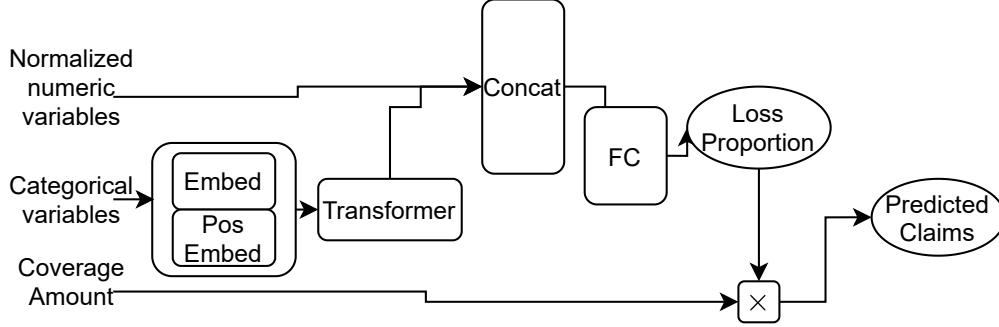 Normalized
numeric
variables
Concat
Loss
Proportion
FC
Categorical
variables
Embed
Pos
Embed
Transformer
Predicted
Claims
Coverage
Amount
×